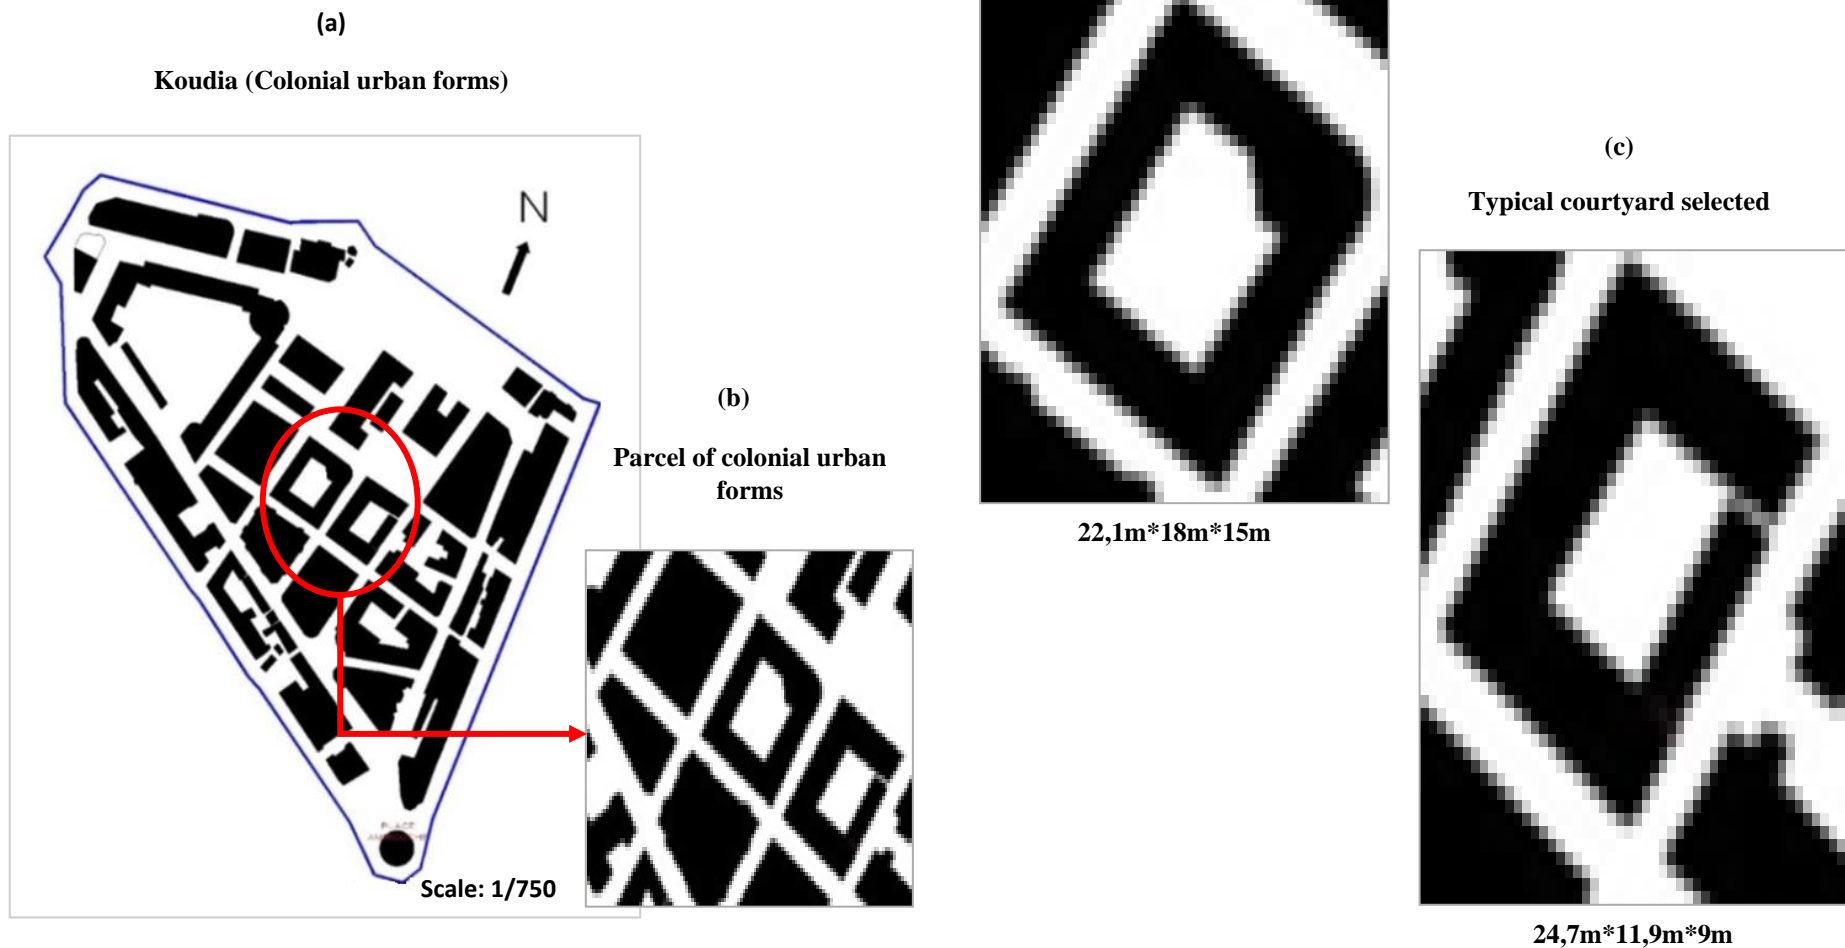 (a)
Koudia (Colonial urban forms)
N
PLACE
Scale: 1/750
(b)
Parcel of colonial urban
forms
22,1m*18m*15m
(c)
Typical courtyard selected
24,7m*11,9m*9m